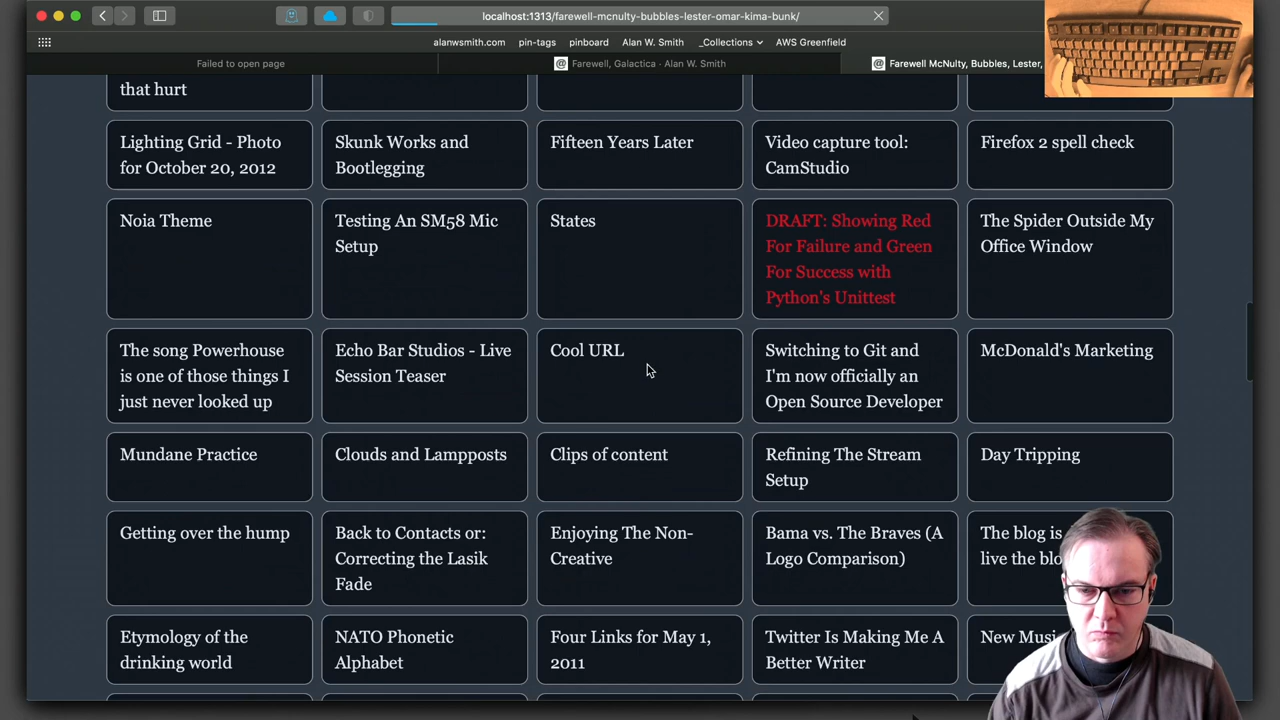 localhost:1313/farewell-mcnulty-bubbles-lester-omar-kima-bunk/
alanwsmith.com pin-tags pinboard Alan W. Smith _Collections AWS Greenfield
Failed to open page
@ Farewell, Galactica · Alan W. Smith
@ Farewell McNulty, Bubbles, Lester,
that hurt
Lighting Grid - Photo
for October 20, 2012
Skunk Works and
Bootlegging
Fifteen Years Later
Video capture tool:
CamStudio
Firefox 2 spell check
Noia Theme
Testing An SM58 Mic
Setup
States
DRAFT: Showing Red
For Failure and Green
For Success with
Python's Unittest
The Spider Outside My
Office Window
The song Powerhouse
is one of those things I
just never looked up
Echo Bar Studios - Live
Session Teaser
Cool URL
Switching to Git and
I'm now officially an
Open Source Developer
McDonald's Marketing
Mundane Practice
Clouds and Lampposts
Clips of content
Refining The Stream
Setup
Day Tripping
Getting over the hump
Back to Contacts or:
Correcting the Lasik
Fade
Enjoying The Non-
Creative
Bama vs. The Braves (A
Logo Comparison)
The blog is
live the blo
Etymology of the
drinking world
NATO Phonetic
Alphabet
Four Links for May 1,
2011
Twitter Is Making Me A
Better Writer
New Music